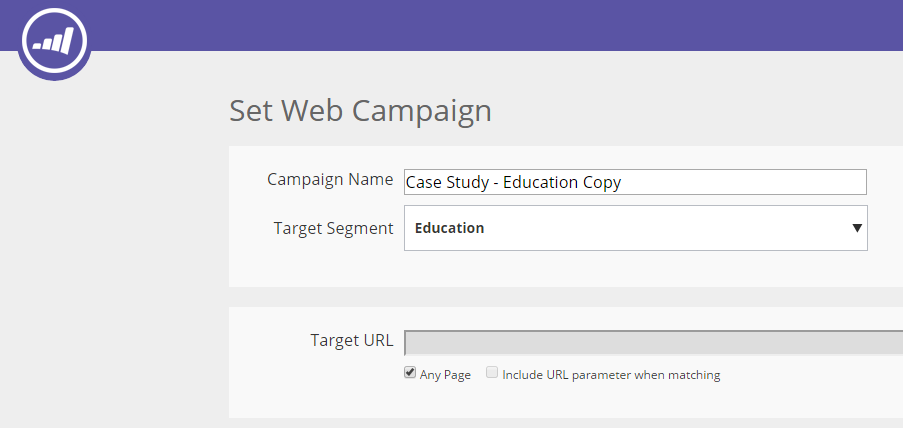 Set Web Campaign
Campaign Name Case Study - Education Copy
Target Segment Education
Target URL
Any Page Include URL parameter when matching